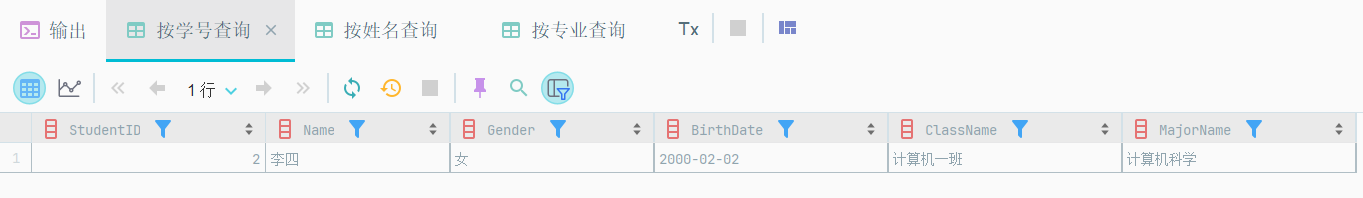 输出 按学号查询 按姓名查询 按专业查询 Tx
1 行
StudentID Name Gender BirthDate ClassName MajorName
1 2 李四 女 2000-02-02 计算机一班 计算机科学